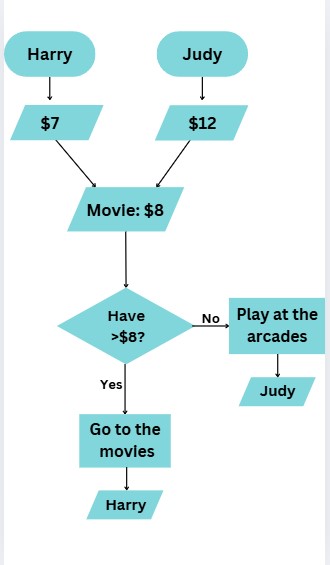 Harry
Judy
$7
$12
Movie: $8
Have
>$8?
No
Play at the
arcades
Judy
Yes
Go to the
movies
Harry